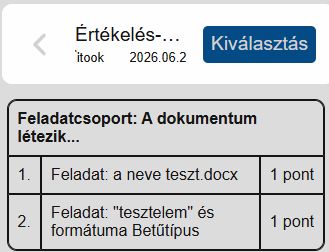 Értékelés-...
itook 2026.06.2
Kiválasztás
Feladatcsoport: A dokumentum
létezik...
1. Feladat: a neve teszt.docx 1 pont
2. Feladat: "tesztelem" és
formátuma Betűtípus 1 pont